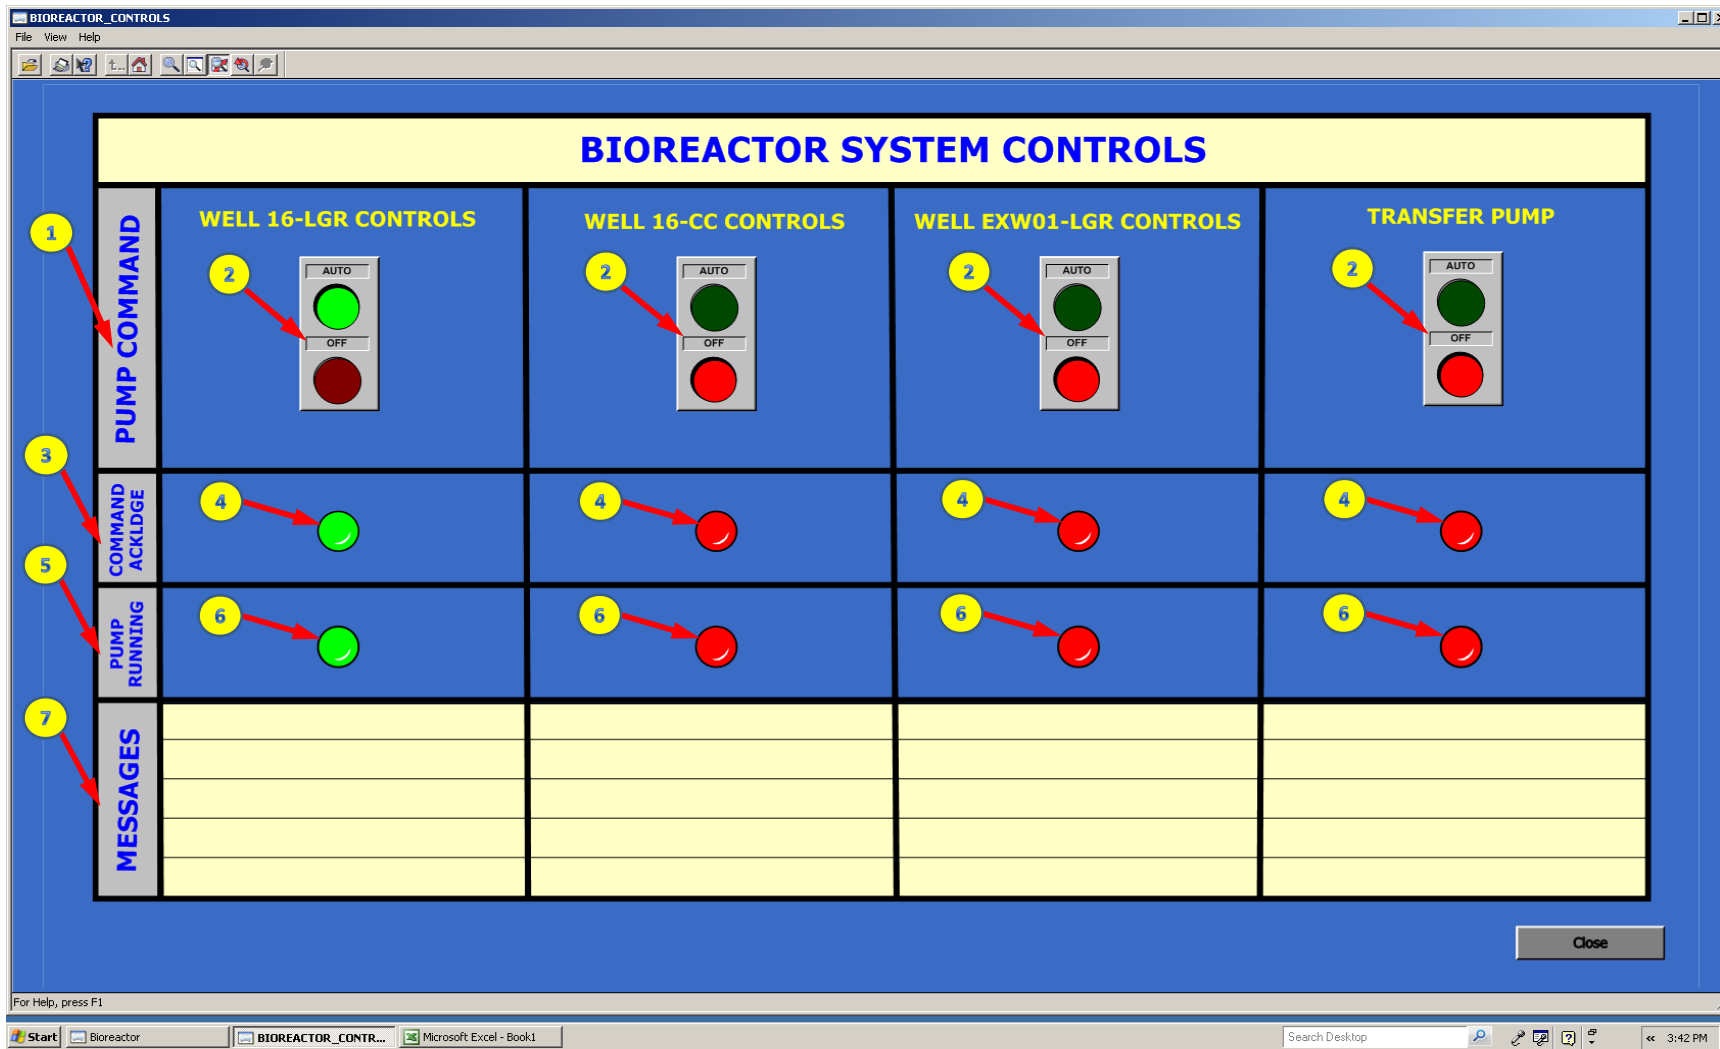 BIOREACTOR_CONTROLS
File View Help
t...
BIOREACTOR SYSTEM CONTROLS
1
PUMP COMMAND
WELL 16-LGR CONTROLS
WELL 16-CC CONTROLS
WELL EXW01-LGR CONTROLS
TRANSFER PUMP
2
AUTO
OFF
2
AUTO
OFF
2
AUTO
OFF
2
AUTO
OFF
3
COMMAND
ACKLDGE
4
4
4
4
5
PUMP
RUNNING
6
6
6
6
7
MESSAGES
Close
For Help, press F1
Start
Bioreactor
BIOREACTOR_CONTR...
Microsoft Excel - Book1
Search Desktop
« 3:42 PM